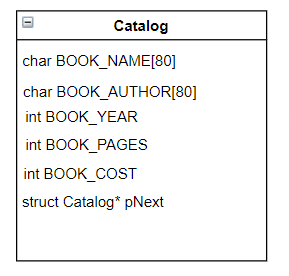 Catalog
char BOOK_NAME[80]
char BOOK_AUTHOR[80]
int BOOK_YEAR
int BOOK_PAGES
int BOOK_COST
struct Catalog* pNext